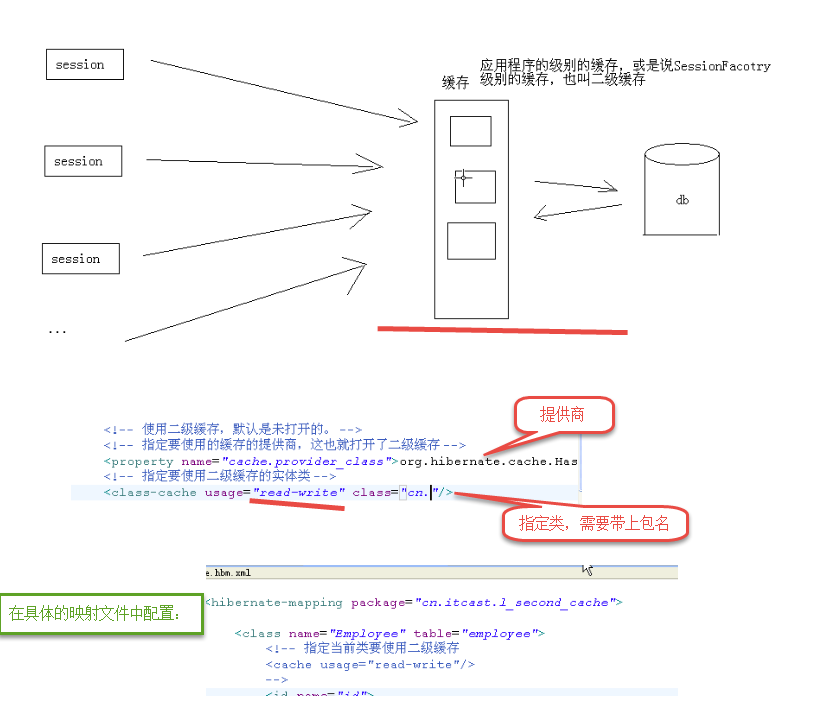 session
session
session
...
缓存
应用程序的级别的缓存，或是说SessionFacotry
级别的缓存，也叫二级缓存
db
提供商
<!-- 使用二级缓存，默认是未打开的。 -->
<!-- 指定要使用的缓存的提供商，这也就打开了二级缓存 -->
<property name="cache.provider_class">org.hibernate.cache.Has
<!-- 指定要使用二级缓存的实体类 -->
<class-cache usage="read-write" class="cn."/>
指定类，需要带上包名
e.hbm.xml
在具体的映射文件中配置：
<hibernate-mapping package="cn.itcast.l_second_cache">
<class name="Employee" table="employee">
<!-- 指定当前类要使用二级缓存
<cache usage="read-write"/>
-->
<id name="id">